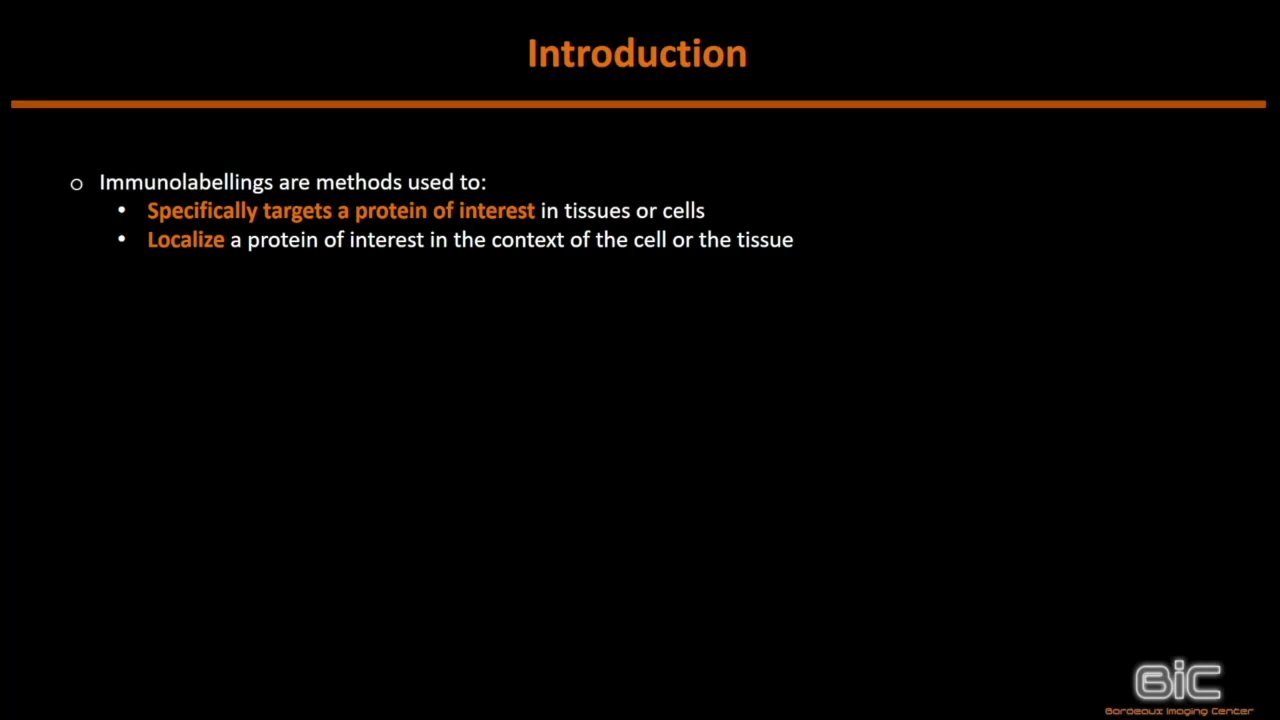 Introduction
o Immunolabellings are methods used to:
• Specifically targets a protein of interest in tissues or cells
• Localize a protein of interest in the context of the cell or the tissue
BiC
Bordeaux Imaging Center